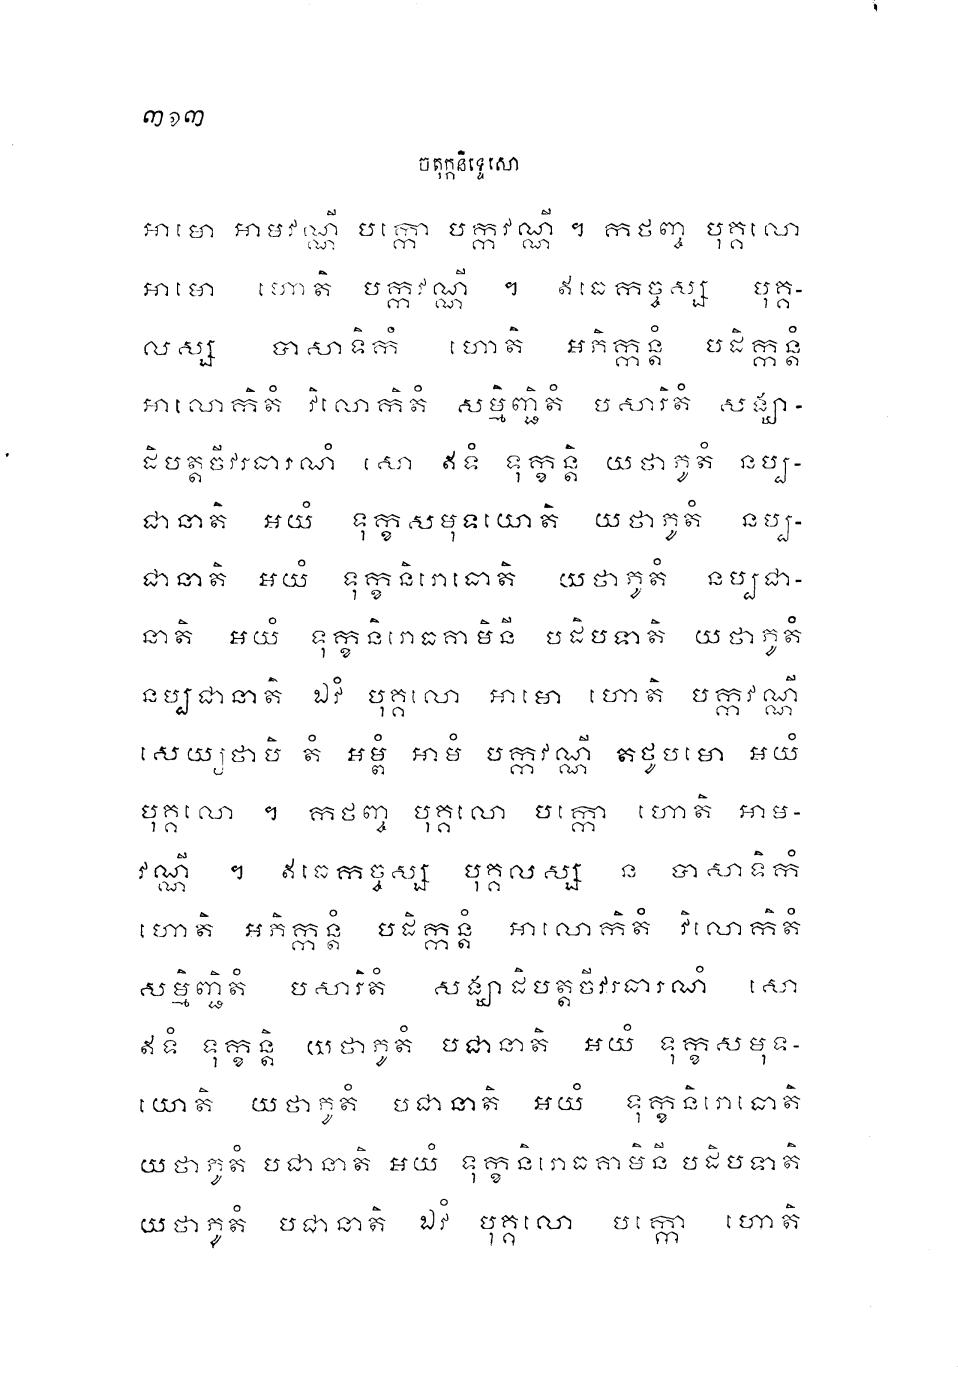 ៣១៣
ចតុក្កនិទ្ទេសោ
អាមោ អាមវណ្ណី បក្កោ បក្កវណ្ណី ។ កថញ្ច បុគ្គលោ
អាមោ ហោតិ បក្កវណ្ណី ។ ឥធេកច្ចស្ស បុគ្គ-
លស្ស បាសាទិកំ ហោតិ អភិក្កន្តំ បដិក្កន្តំ
អាលោកិតំ វិលោកិតំ សម្មិញ្ជិតំ បសារិតំ សង្ឃា-
ដិបត្តចីវរធារណំ សោ ឥទំ ទុក្ខន្តិ យថាភូតំ នប្ប-
ជានាតិ អយំ ទុក្ខសមុទយោតិ យថាភូតំ នប្ប-
ជានាតិ អយំ ទុក្ខនិរោធោតិ យថាភូតំ នប្បជា-
នាតិ អយំ ទុក្ខនិរោធគាមិនី បដិបទាតិ យថាភូតំ
នប្បជានាតិ ឯវំ បុគ្គលោ អាមោ ហោតិ បក្កវណ្ណី
សេយ្យថាបិ តំ អម្ពំ អាមំ បក្កវណ្ណី តថូបមោ អយំ
បុគ្គលោ ។ កថញ្ច បុគ្គលោ បក្កោ ហោតិ អាម-
វណ្ណី ។ ឥធេកច្ចស្ស បុគ្គលស្ស ន បាសាទិកំ
ហោតិ អភិក្កន្តំ បដិក្កន្តំ អាលោកិតំ វិលោកិតំ
សម្មិញ្ជិតំ បសារិតំ សង្ឃាដិបត្តចីវរធារណំ សោ
ឥទំ ទុក្ខន្តិ យថាភូតំ បជានាតិ អយំ ទុក្ខសមុទ-
យោតិ យថាភូតំ បជានាតិ អយំ ទុក្ខនិរោធោតិ
យថាភូតំ បជានាតិ អយំ ទុក្ខនិរោធគាមិនី បដិបទាតិ
យថាភូតំ បជានាតិ ឯវំ បុគ្គលោ បក្កោ ហោតិ